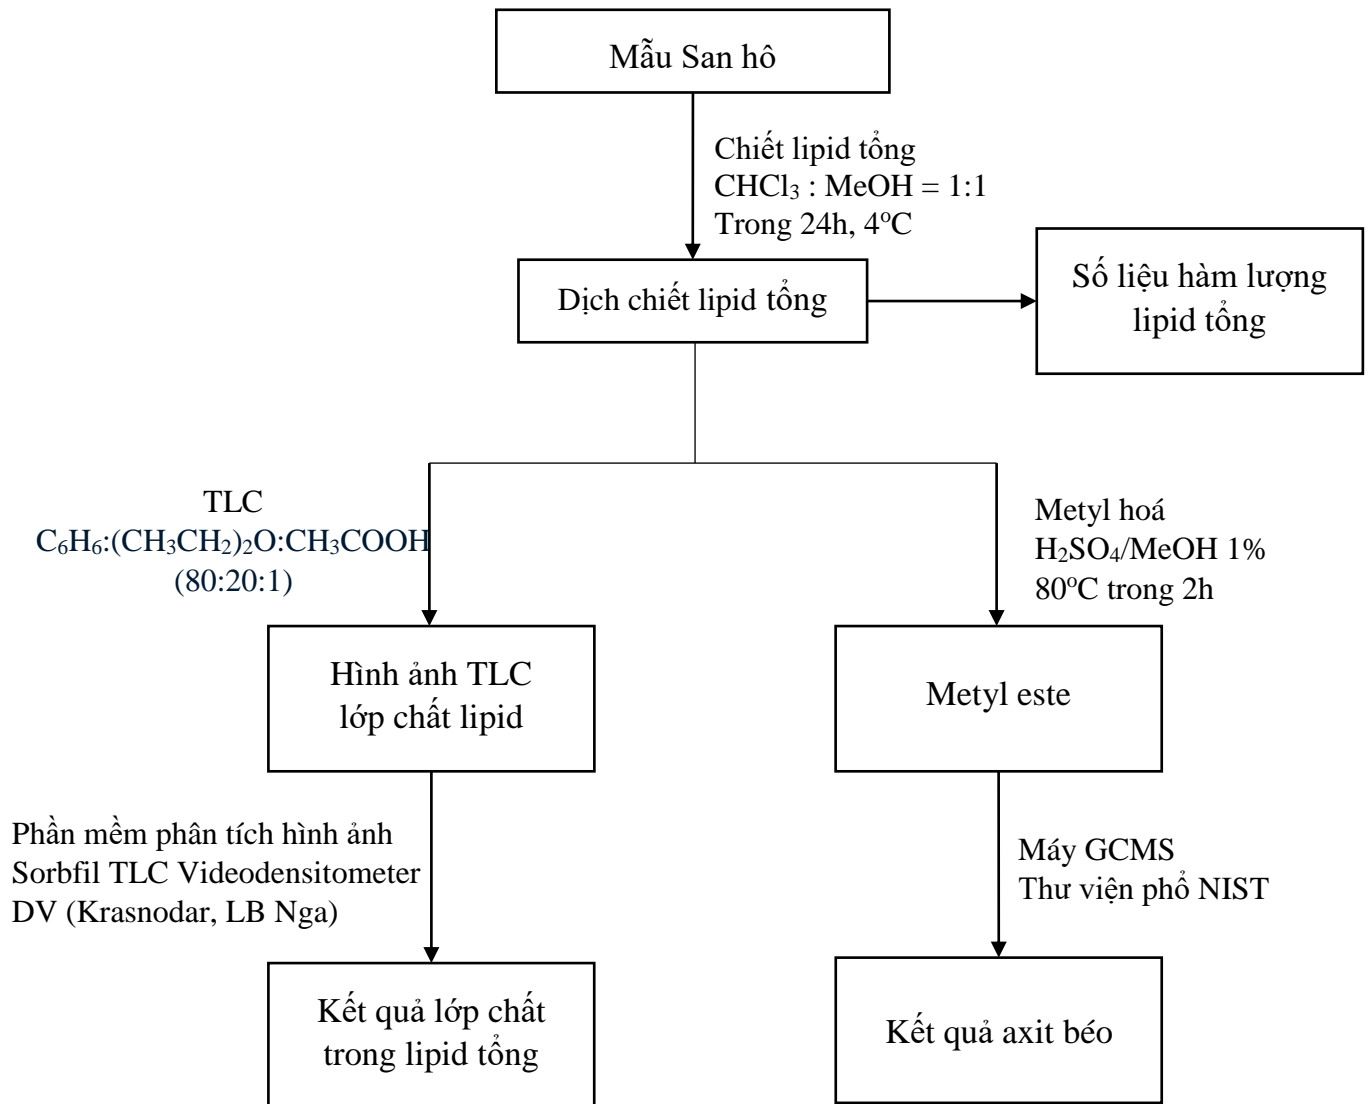 Mẫu San hô
Chiết lipid tổng
CHCl₃ : MeOH = 1:1
Trong 24h, 4ºC
Dịch chiết lipid tổng
Số liệu hàm lượng
lipid tổng
TLC
C₆H₆:(CH₃CH₂)₂O:CH₃COOH
(80:20:1)
Metyl hoá
H₂SO₄/MeOH 1%
80ºC trong 2h
Hình ảnh TLC
lớp chất lipid
Metyl este
Phần mềm phân tích hình ảnh
Sorbfil TLC Videodensitometer
DV (Krasnodar, LB Nga)
Máy GCMS
Thư viện phổ NIST
Kết quả lớp chất
trong lipid tổng
Kết quả axit béo